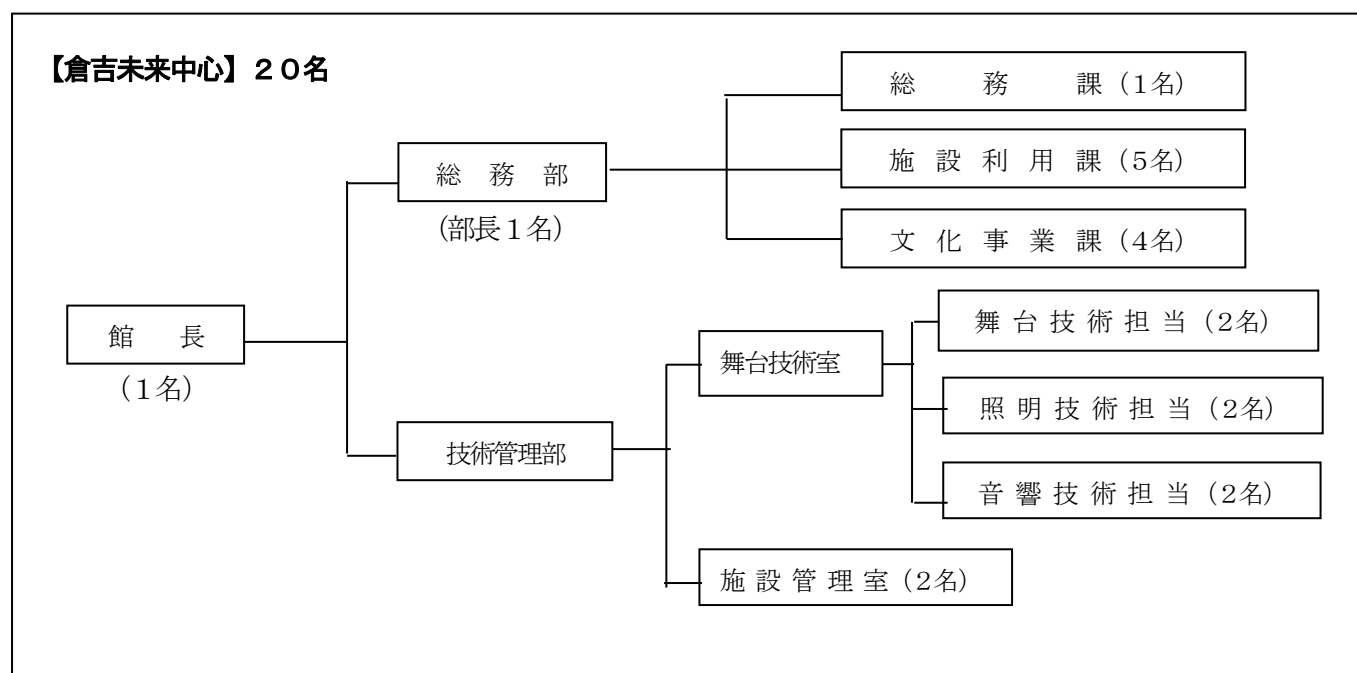 【倉吉未来中心】２０名
総務課（１名）
総務部
（部長１名）
施設利用課（５名）
文化事業課（４名）
館長
（１名）
舞台技術室
舞台技術担当（２名）
照明技術担当（２名）
音響技術担当（２名）
技術管理部
施設管理室（２名）